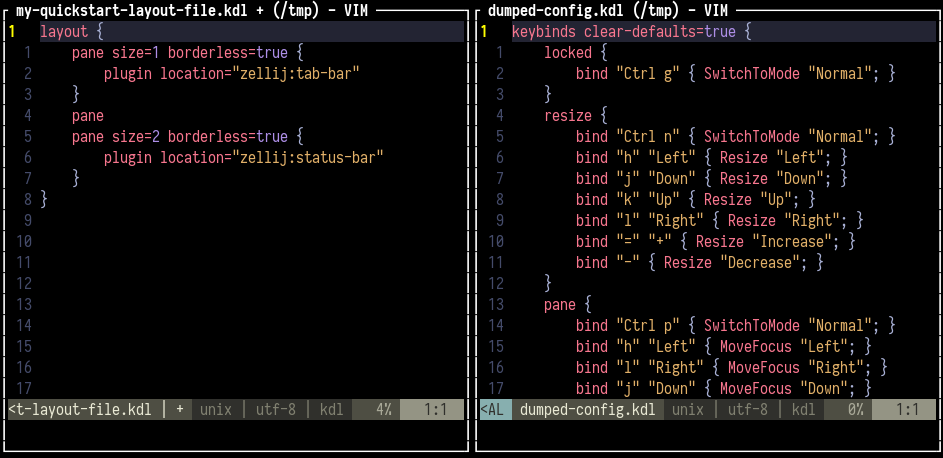 my-quickstart-layout-file.kdl + (/tmp) - VIM
1 layout {
1 pane size=1 borderless=true {
2 plugin location="zellij:tab-bar"
3 }
4 pane
5 pane size=2 borderless=true {
6 plugin location="zellij:status-bar"
7 }
8 }
9
10
11
12
13
14
15
16
17
<t-layout-file.kdl | + unix | utf-8 | kdl 4% 1:1
dumped-config.kdl (/tmp) - VIM
1 keybinds clear-defaults=true {
1 locked {
2 bind "Ctrl g" { SwitchToMode "Normal"; }
3 }
4 resize {
5 bind "Ctrl n" { SwitchToMode "Normal"; }
6 bind "h" "Left" { Resize "Left"; }
7 bind "j" "Down" { Resize "Down"; }
8 bind "k" "Up" { Resize "Up"; }
9 bind "l" "Right" { Resize "Right"; }
10 bind "=" "+" { Resize "Increase"; }
11 bind "-" { Resize "Decrease"; }
12 }
13 pane {
14 bind "Ctrl p" { SwitchToMode "Normal"; }
15 bind "h" "Left" { MoveFocus "Left"; }
16 bind "l" "Right" { MoveFocus "Right"; }
17 bind "j" "Down" { MoveFocus "Down"; }
<AL dumped-config.kdl unix | utf-8 | kdl 0% 1:1